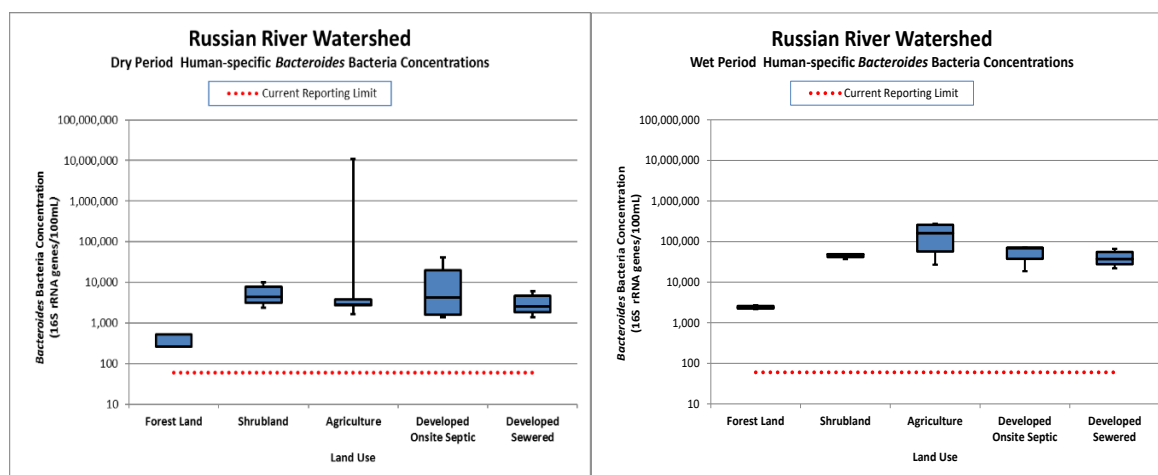 Russian River Watershed
Dry Period Human-specific Bacteroides Bacteria Concentrations
Current Reporting Limit
100,000,000
10,000,000
1,000,000
100,000
10,000
1,000
100
10
Bacteroides Bacteria Concentration
(16S rRNA genes/100mL)
Forest Land
Shrubland
Agriculture
Developed
Onsite Septic
Developed
Sewered
Land Use
Russian River Watershed
Wet Period Human-specific Bacteroides Bacteria Concentrations
Current Reporting Limit
100,000,000
10,000,000
1,000,000
100,000
10,000
1,000
100
10
Bacteroides Bacteria Concentration
(16S rRNA genes/100mL)
Forest Land
Shrubland
Agriculture
Developed
Onsite Septic
Developed
Sewered
Land Use